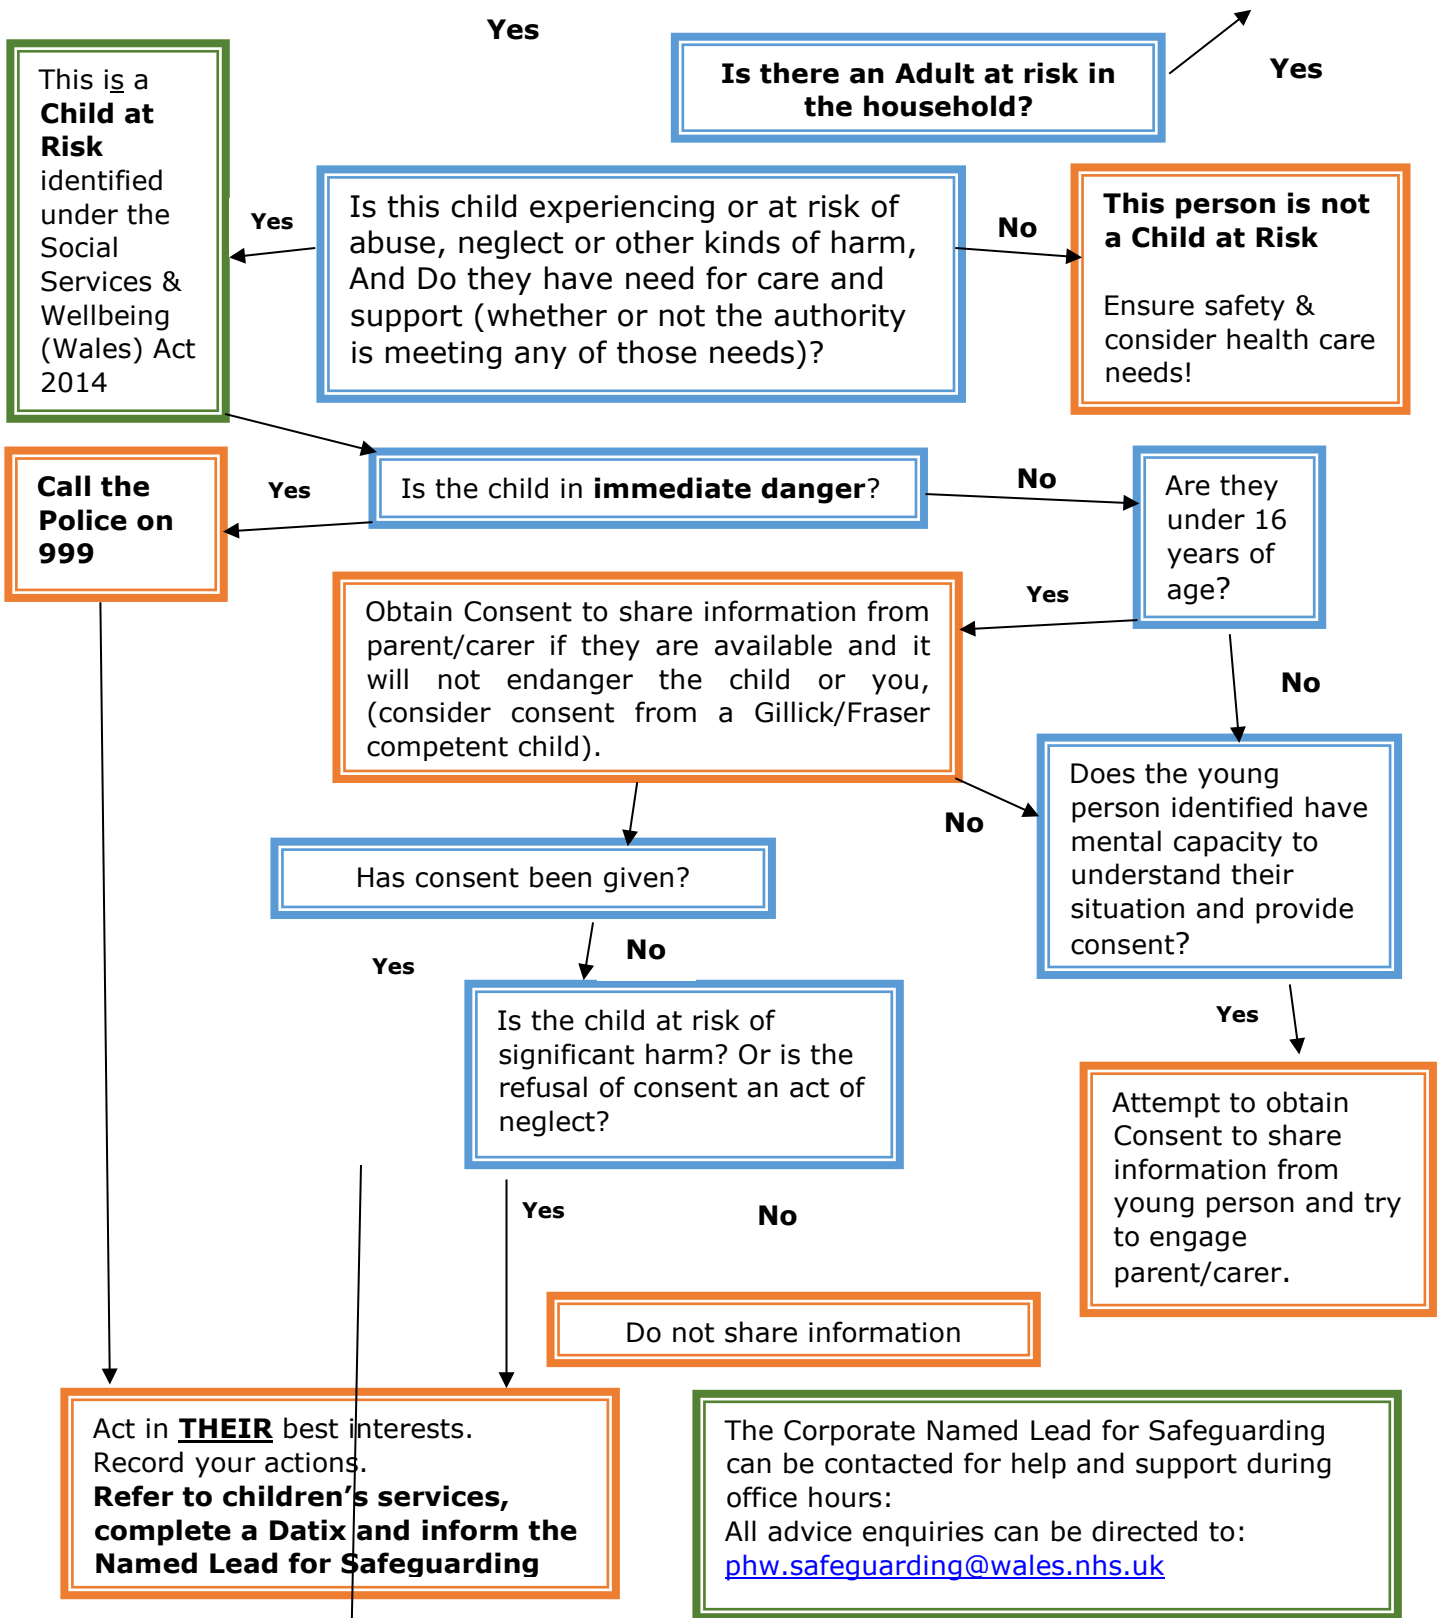 Yes
Is there an Adult at risk in
the household?
Yes
This is a
Child at
Risk
identified
under the
Social
Services &
Wellbeing
(Wales) Act
2014
Yes
Is this child experiencing or at risk of
abuse, neglect or other kinds of harm,
And Do they have need for care and
support (whether or not the authority
is meeting any of those needs)?
No
This person is not
a Child at Risk
Ensure safety &
consider health care
needs!
Call the
Police on
999
Yes
Is the child in immediate danger?
No
Are they
under 16
years of
age?
Yes
Obtain Consent to share information from
parent/carer if they are available and it
will not endanger the child or you,
(consider consent from a Gillick/Fraser
competent child).
No
No
Does the young
person identified have
mental capacity to
understand their
situation and provide
consent?
Has consent been given?
Yes
No
Is the child at risk of
significant harm? Or is the
refusal of consent an act of
neglect?
Yes
Attempt to obtain
Consent to share
information from
young person and try
to engage
parent/carer.
Yes
No
Do not share information
Act in THEIR best interests.
Record your actions.
Refer to children’s services,
complete a Datix and inform the
Named Lead for Safeguarding
The Corporate Named Lead for Safeguarding
can be contacted for help and support during
office hours:
All advice enquiries can be directed to:
phw.safeguarding@wales.nhs.uk